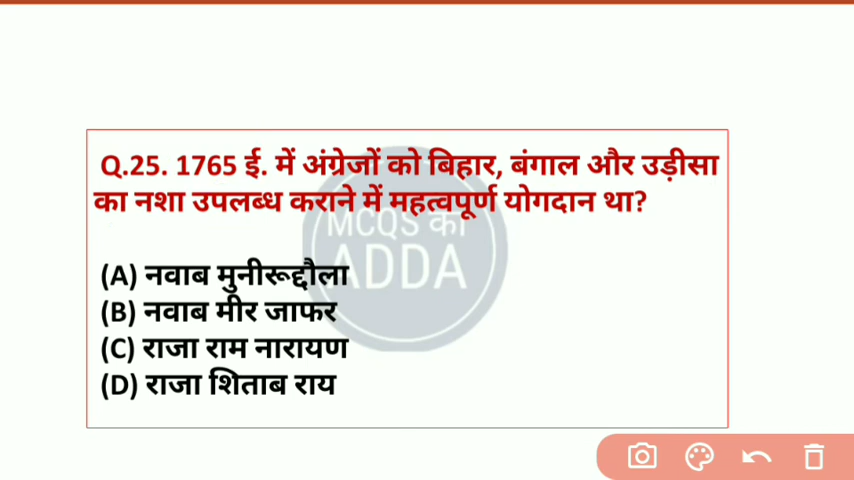 Q.25. 1765 ई. में अंग्रेजों को बिहार, बंगाल और उड़ीसा
का नशा उपलब्ध कराने में महत्वपूर्ण योगदान था?
MCQS का
ADDA
(A) नवाब मुनीरूद्दौला
(B) नवाब मीर जाफर
(C) राजा राम नारायण
(D) राजा शिताब राय